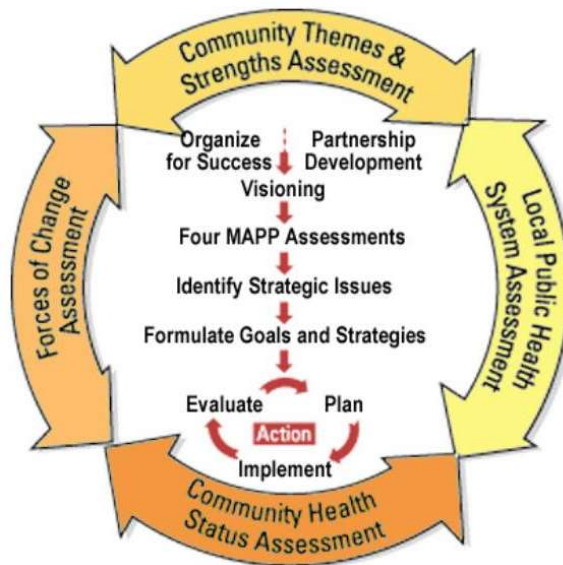 Community Themes &
Strengths Assessment
Organize
for Success
Partnership
Development
Visioning
Four MAPP Assessments
Identify Strategic Issues
Formulate Goals and Strategies
Evaluate
Plan
Action
Implement
Forces of Change
Assessment
Local Public Health
System Assessment
Community Health
Status Assessment